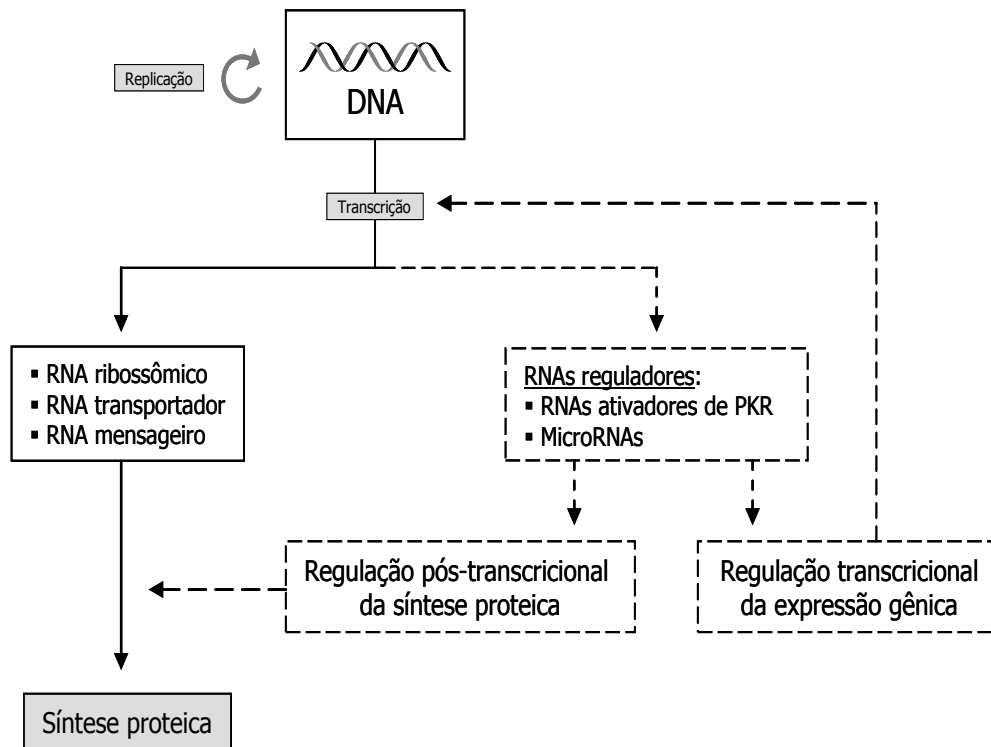 Replicação
DNA
Transcrição
▪ RNA ribossômico
▪ RNA transportador
▪ RNA mensageiro
RNAs reguladores:
▪ RNAs ativadores de PKR
▪ MicroRNAs
Regulação pós-transcricional
da síntese proteica
Regulação transcricional
da expressão gênica
Síntese proteica